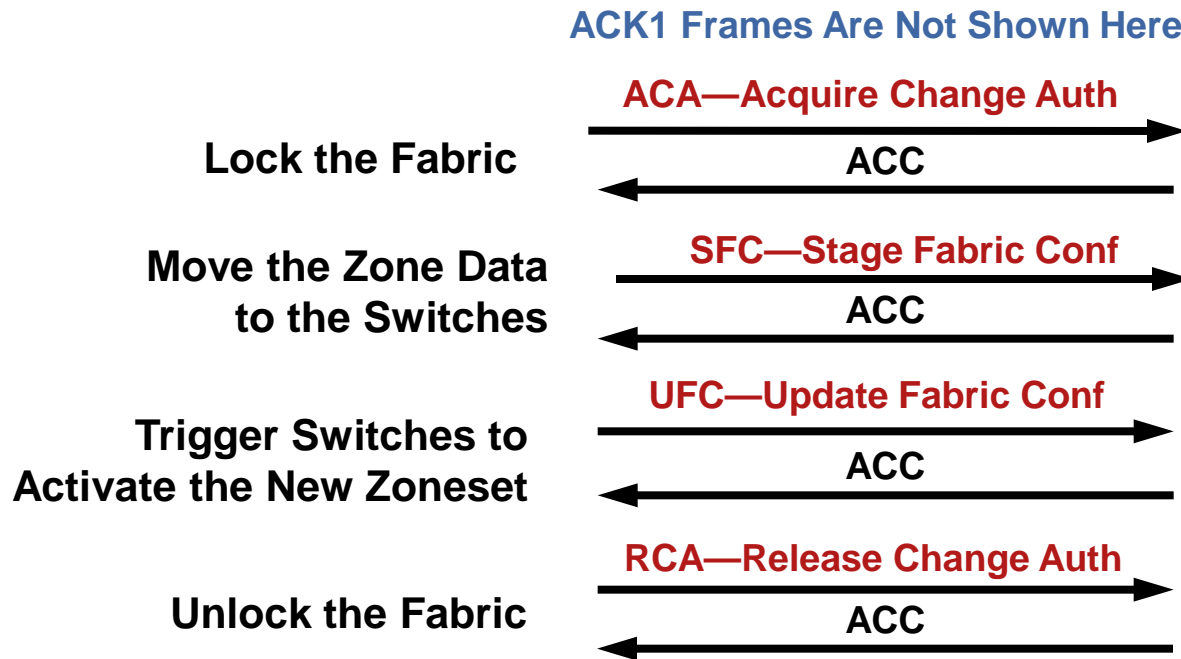 ACK1 Frames Are Not Shown Here
ACA—Acquire Change Auth
Lock the Fabric
ACC
SFC—Stage Fabric Conf
Move the Zone Data
to the Switches
ACC
UFC—Update Fabric Conf
Trigger Switches to
Activate the New Zoneset
ACC
RCA—Release Change Auth
Unlock the Fabric
ACC